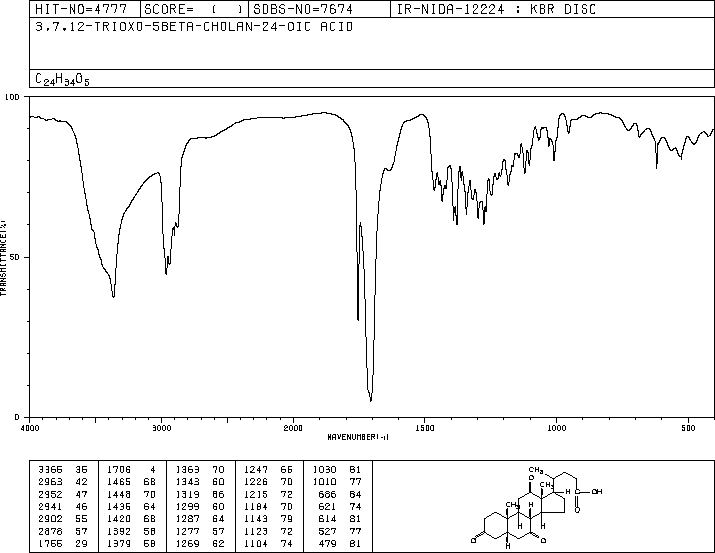 HIT-NO=4777 SCORE= ( ) SDBS-NO=7674 IR-NIDA-12224 : KBR DISC
3.7.12-TRIOXO-5BETA-CHOLAN-24-OIC ACID
C24H34O5
100
50
0
TRANSMITTANCE(%)
4000 3000 2000 1500 1000 500
WAVENUMBER(-1)
3366 36 1706 4 1363 70 1247 66 1030 81
2963 42 1465 68 1343 60 1226 70 1010 77
2952 47 1448 70 1319 66 1215 72 686 84
2941 46 1436 64 1299 60 1184 70 621 74
2902 55 1420 68 1287 64 1143 79 614 81
2878 57 1392 58 1277 57 1123 72 527 77
1755 29 1379 58 1269 62 1104 74 479 81
CH3
O
CH3
CH3
H
C
OH
O
H
H
H
O
H
O